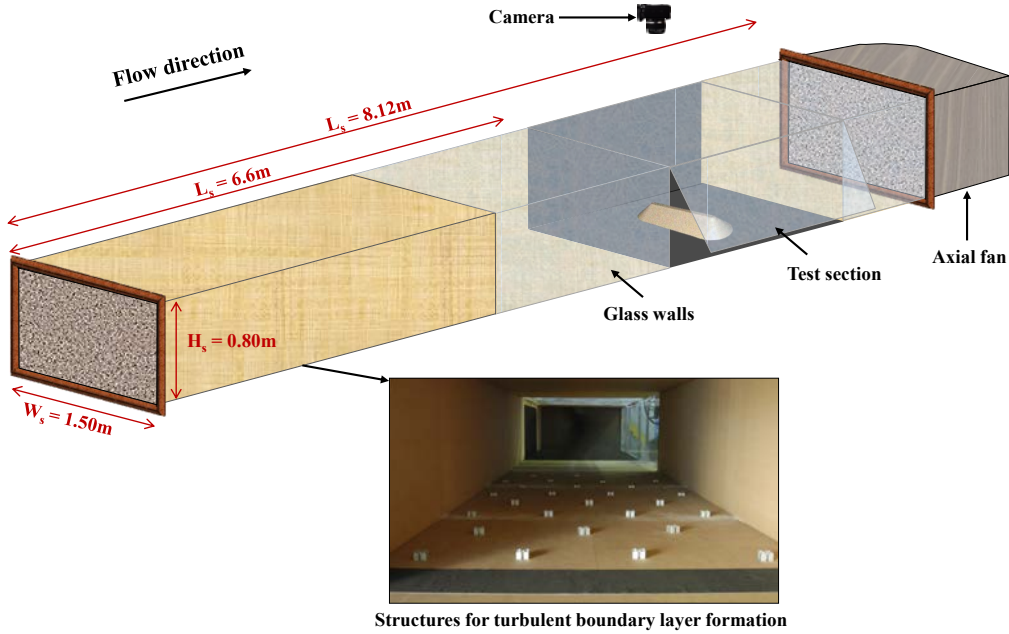 Camera
Flow direction
Lₛ = 8.12m
Lₛ = 6.6m
Axial fan
Test section
Glass walls
Hₛ = 0.80m
Wₛ = 1.50m
Structures for turbulent boundary layer formation